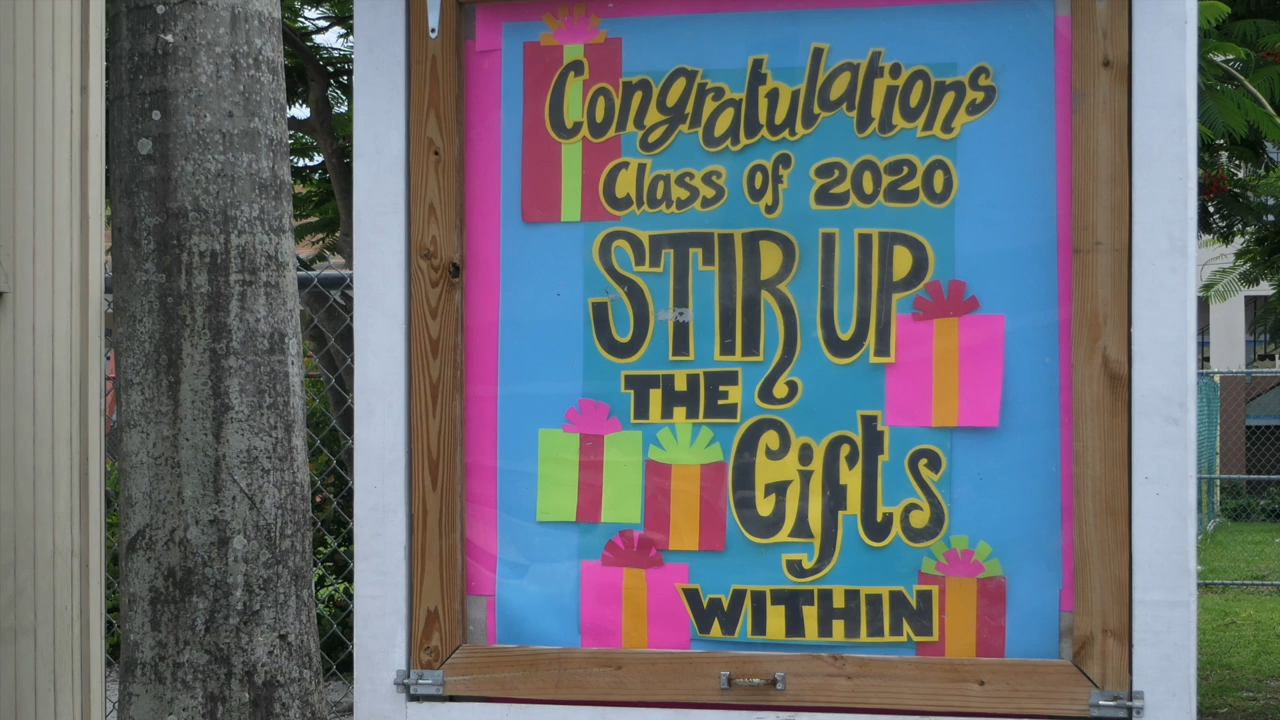 Congratulations
Class of 2020
STIR UP
THE
Gifts
WITHIN